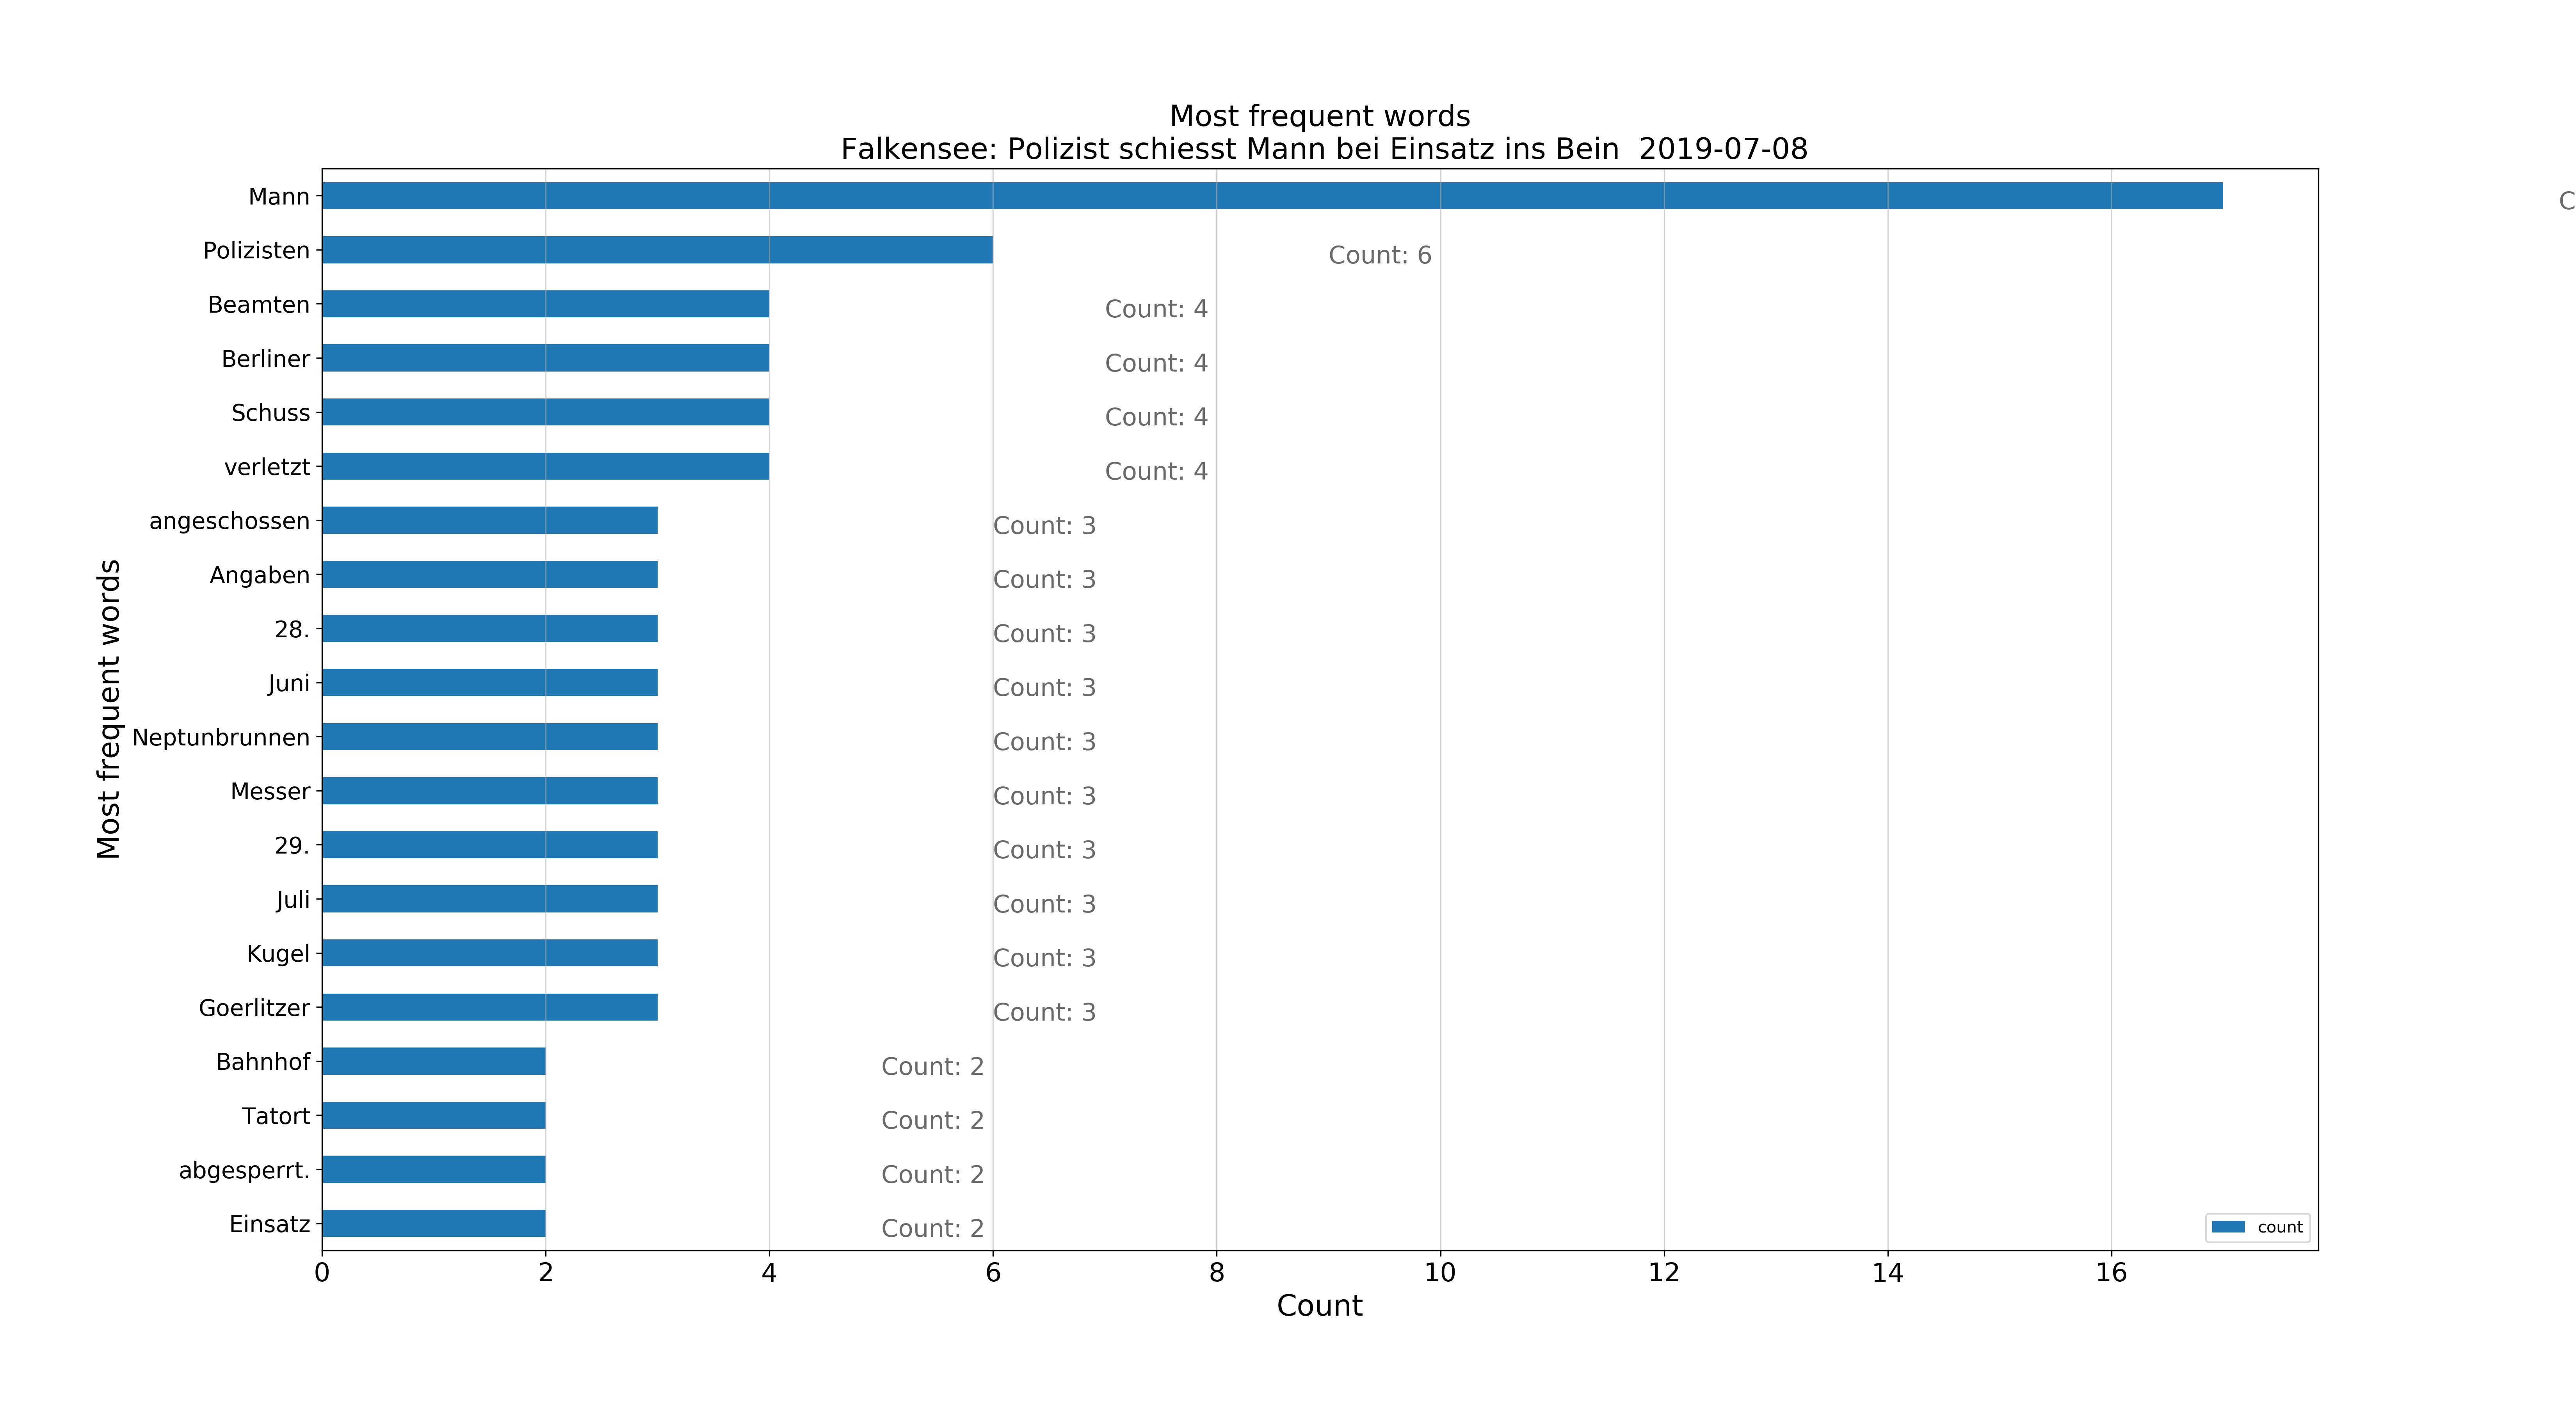 Most frequent words
Falkensee: Polizist schiesst Mann bei Einsatz ins Bein  2019-07-08
Most frequent words
Mann
C
Polizisten
Count: 6
Beamten
Count: 4
Berliner
Count: 4
Schuss
Count: 4
verletzt
Count: 4
angeschossen
Count: 3
Angaben
Count: 3
28.
Count: 3
Juni
Count: 3
Neptunbrunnen
Count: 3
Messer
Count: 3
29.
Count: 3
Juli
Count: 3
Kugel
Count: 3
Goerlitzer
Count: 3
Bahnhof
Count: 2
Tatort
Count: 2
abgesperrt.
Count: 2
Einsatz
Count: 2
count
0 2 4 6 8 10 12 14 16
Count